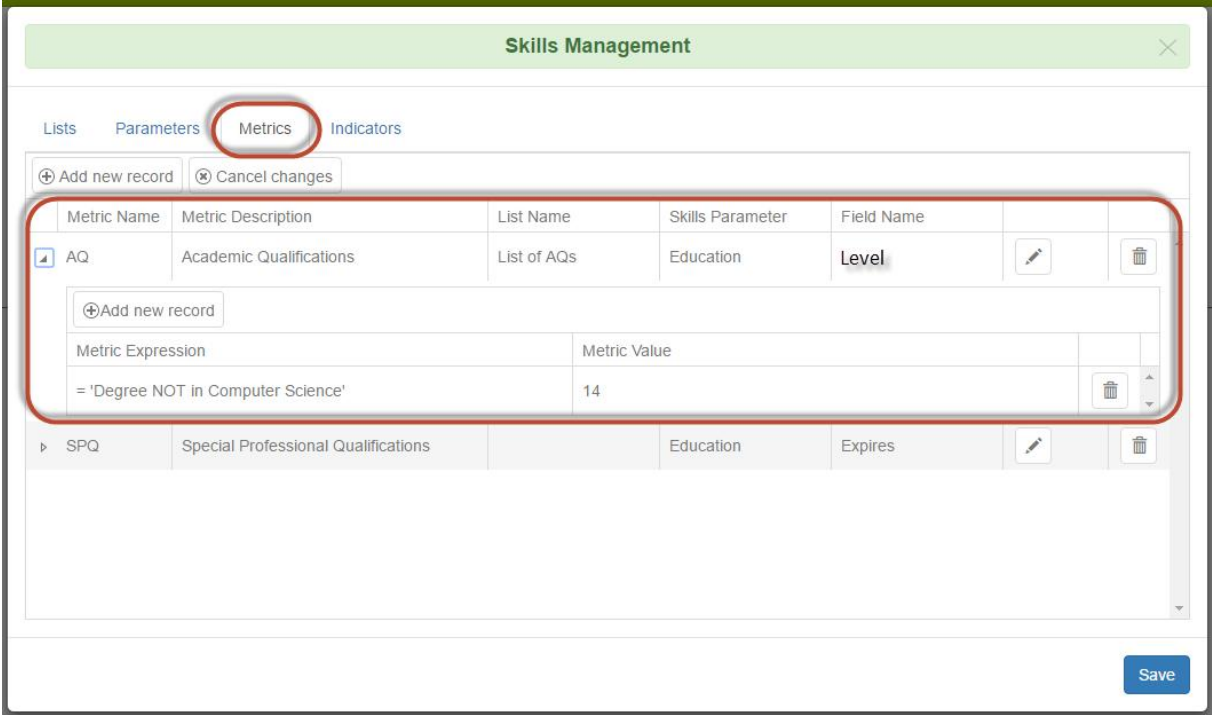 Skills Management
Lists Parameters Metrics Indicators
Add new record Cancel changes
Metric Name Metric Description List Name Skills Parameter Field Name
AQ Academic Qualifications List of AQs Education Level
Add new record
Metric Expression Metric Value
= 'Degree NOT in Computer Science' 14
SPQ Special Professional Qualifications Education Expires
Save